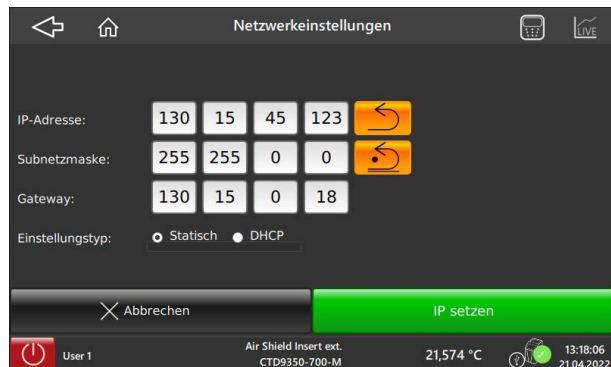 Netzwerkeinstellungen
LIVE
IP-Adresse: 130 15 45 123
Subnetzmaske: 255 255 0 0
Gateway: 130 15 0 18
Einstellungstyp: Statisch DHCP
Abbrechen IP setzen
User 1 Air Shield Insert ext. 21,574 °C 13:18:06
CTD9350-700-M 21.04.2022